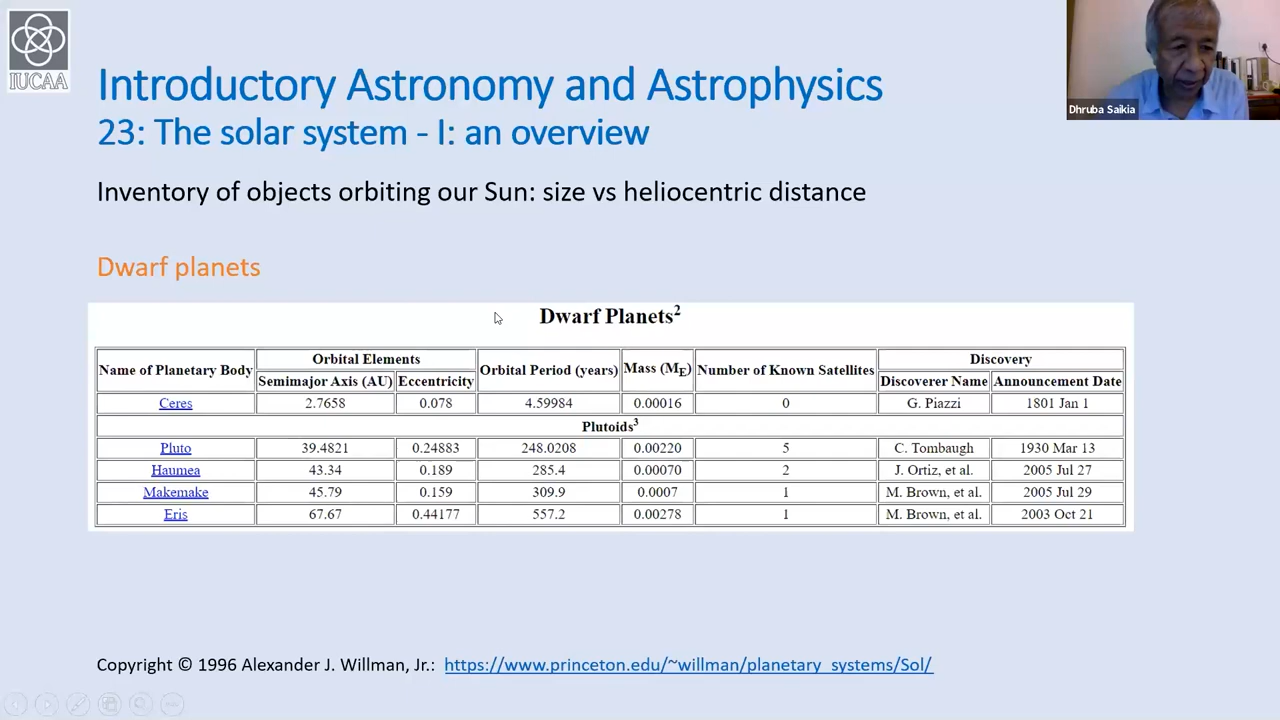 IUCAA
Introductory Astronomy and Astrophysics
23: The solar system - I: an overview
Dhruba Saikia
Inventory of objects orbiting our Sun: size vs heliocentric distance
Dwarf planets
Dwarf Planets²
Name of Planetary Body Orbital Elements Orbital Period (years) Mass (ME) Number of Known Satellites Discovery
Semimajor Axis (AU) Eccentricity Discoverer Name Announcement Date
Ceres 2.7658 0.078 4.59984 0.00016 0 G. Piazzi 1801 Jan 1
Plutoids³
Pluto 39.4821 0.24883 248.0208 0.00220 5 C. Tombaugh 1930 Mar 13
Haumea 43.34 0.189 285.4 0.00070 2 J. Ortiz, et al. 2005 Jul 27
Makemake 45.79 0.159 309.9 0.0007 1 M. Brown, et al. 2005 Jul 29
Eris 67.67 0.44177 557.2 0.00278 1 M. Brown, et al. 2003 Oct 21
Copyright © 1996 Alexander J. Willman, Jr.: https://www.princeton.edu/~willman/planetary_systems/Sol/